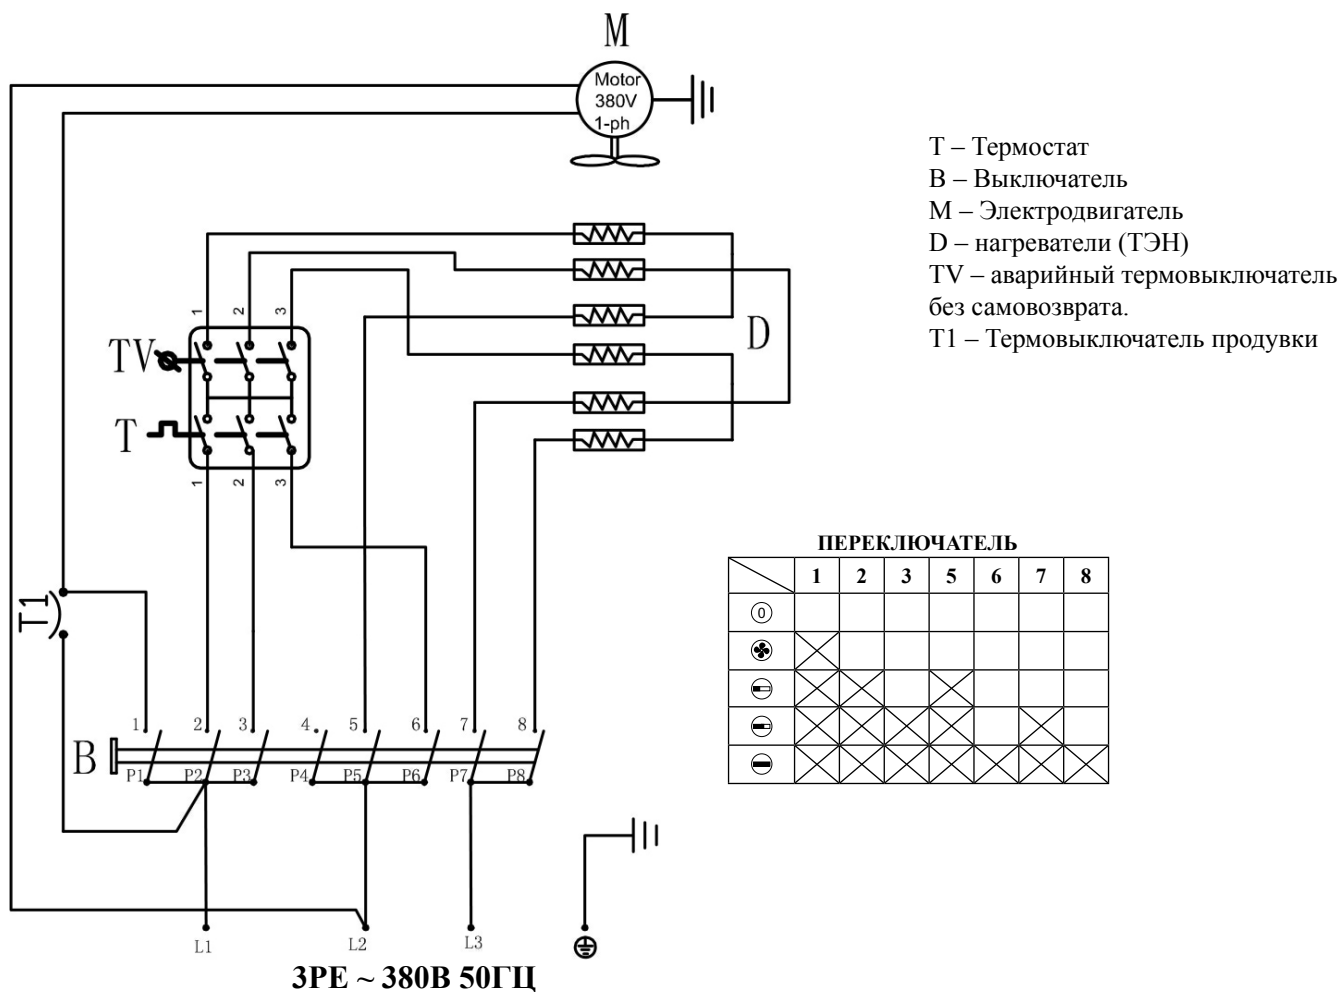 M
Motor
380V
1-ph
Т – Термостат
В – Выключатель
М – Электродвигатель
D – нагреватели (ТЭН)
TV – аварийный термовыключатель
без самовозврата.
Т1 – Термовыключатель продувки
1 2 3
TV
D
T
1 2 3
T1
1 2 3 4 5 6 7 8
B
P1 P2 P3 P4 P5 P6 P7 P8
L1 L2 L3
3PE ~ 380В 50ГЦ
ПЕРЕКЛЮЧАТЕЛЬ
1 2 3 5 6 7 8
0